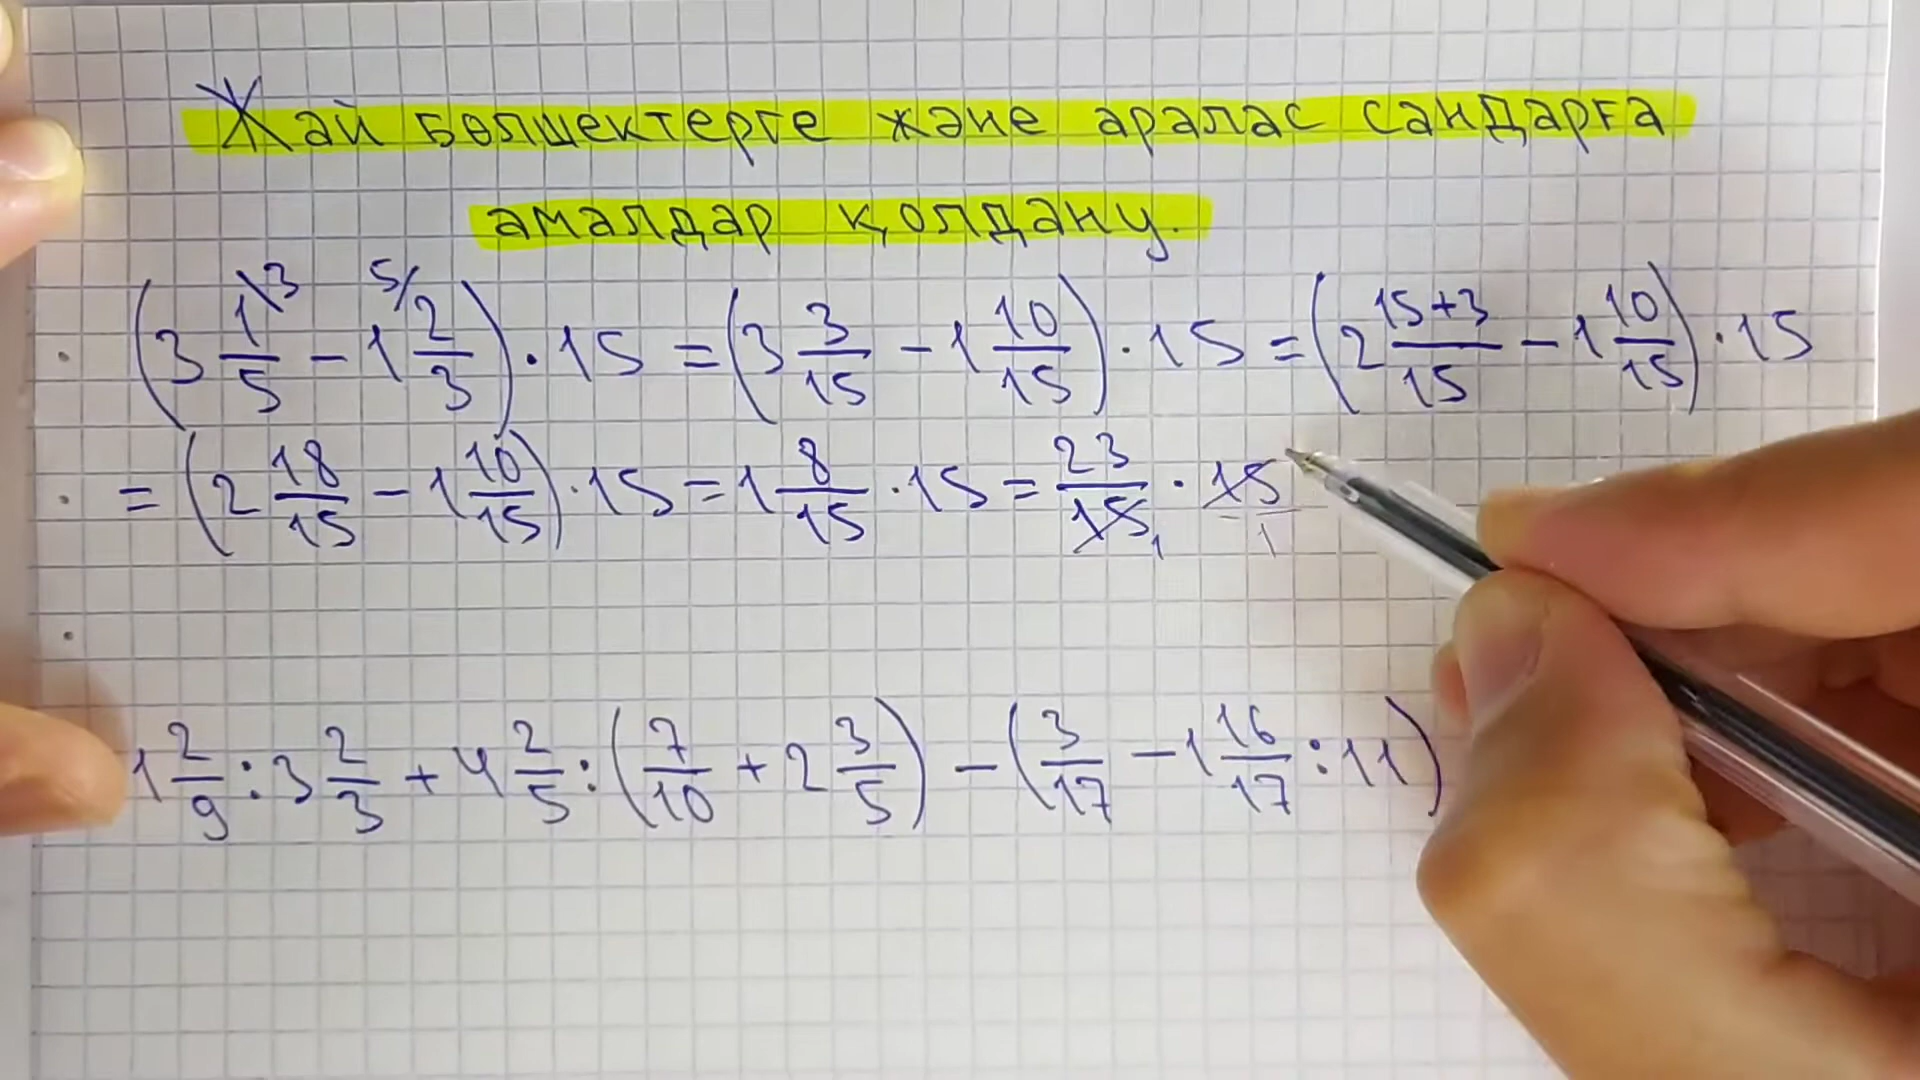 Жай бөлшектерге және аралас сандарға
амалдар қолдану.
(3 1\3/5 − 1 5/2/3) · 15 = (3 3/15 − 1 10/15) · 15 = (2 15+3/15 − 1 10/15) · 15
= (2 18/15 − 1 10/15) · 15 = 1 8/15 · 15 = 23/15 1 · 15/1
1 2/9 : 3 2/3 + 4 2/5 : (7/10 + 2 3/5) − (3/17 − 1 16/17 : 11)